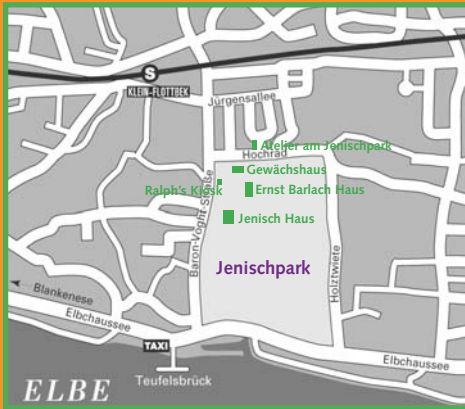 S
KLEIN-FLOTTBEK
Jürgensallee
Atelier am Jenischpark
Hochrad
Gewächshaus
Ralph's Kiosk
Ernst Barlach Haus
Baron-Voght-Straße
Jenisch Haus
Jenischpark
Holztwiete
Blankenese
Elbchaussee
TAXI
Elbchaussee
Teufelsbrück
ELBE